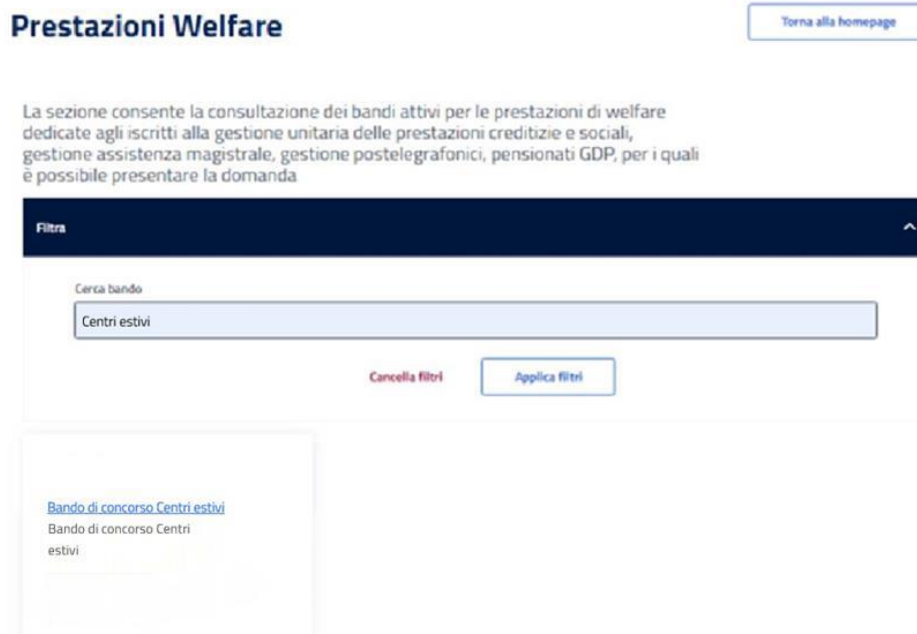 Prestazioni Welfare
Torna alla homepage
La sezione consente la consultazione dei bandi attivi per le prestazioni di welfare
dedicate agli iscritti alla gestione unitaria delle prestazioni creditizie e sociali,
gestione assistenza magistrale, gestione postelegrafonici, pensionati GDP, per i quali
è possibile presentare la domanda
Filtra
Cerca bando
Centri estivi
Cancella filtri
Applica filtri
Bando di concorso Centri estivi
Bando di concorso Centri
estivi